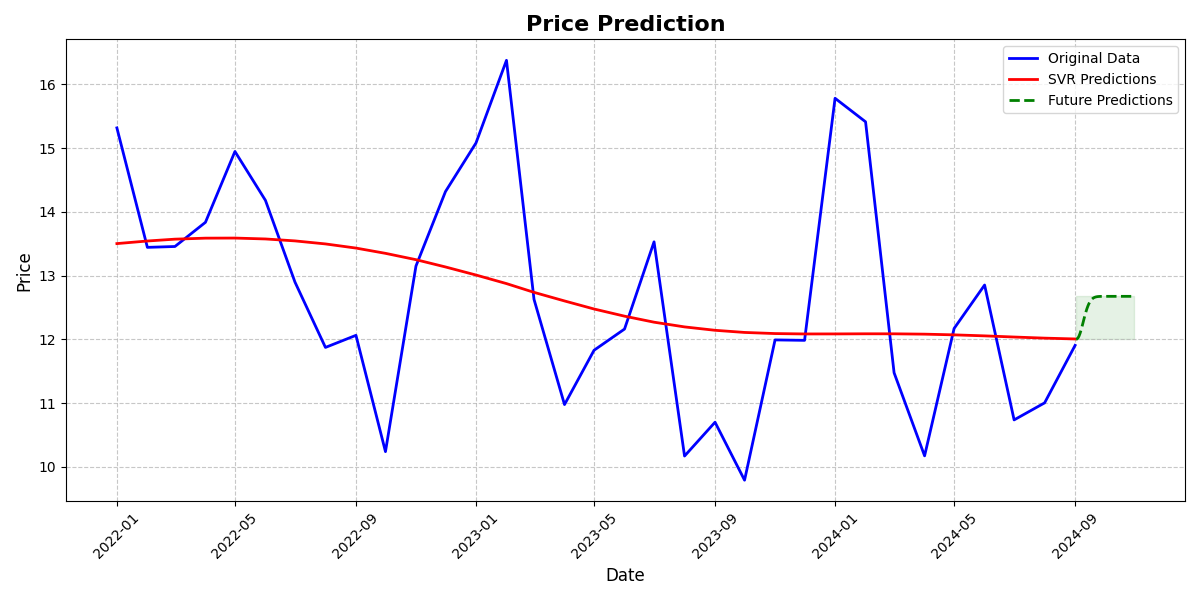 Price Prediction
Original Data
SVR Predictions
Future Predictions
Price
16
15
14
13
12
11
10
2022-01
2022-05
2022-09
2023-01
2023-05
2023-09
2024-01
2024-05
2024-09
Date